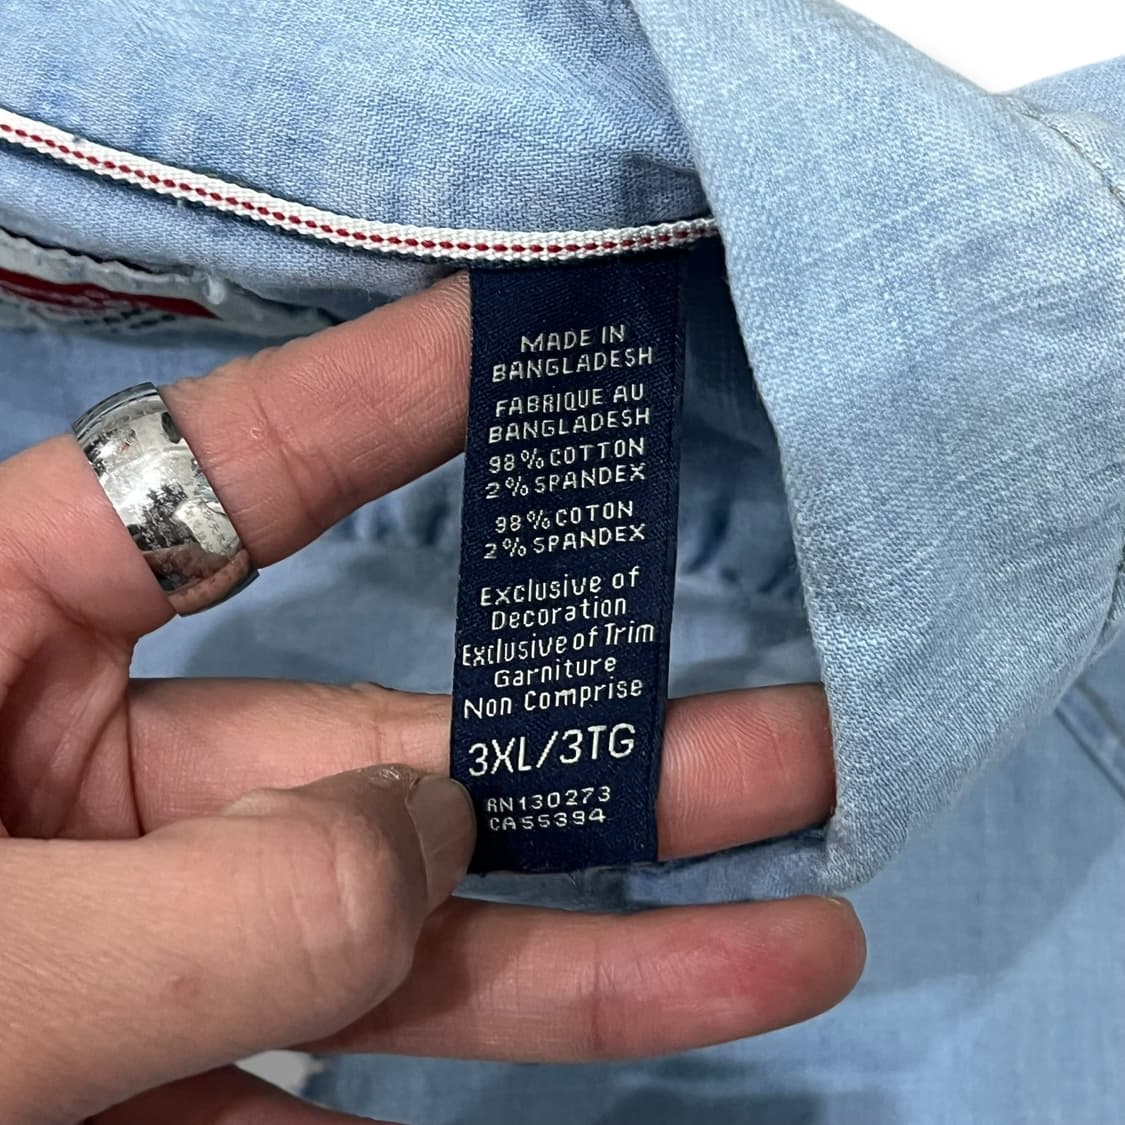 MADE IN
BANGLADESH
FABRIQUE AU
BANGLADESH
98% COTTON
2% SPANDEX
98% COTON
2% SPANDEX
Exclusive of
Decoration
Exclusive of Trim
Garniture
Non Comprise
3XL/3TG
RN130273
CA55394